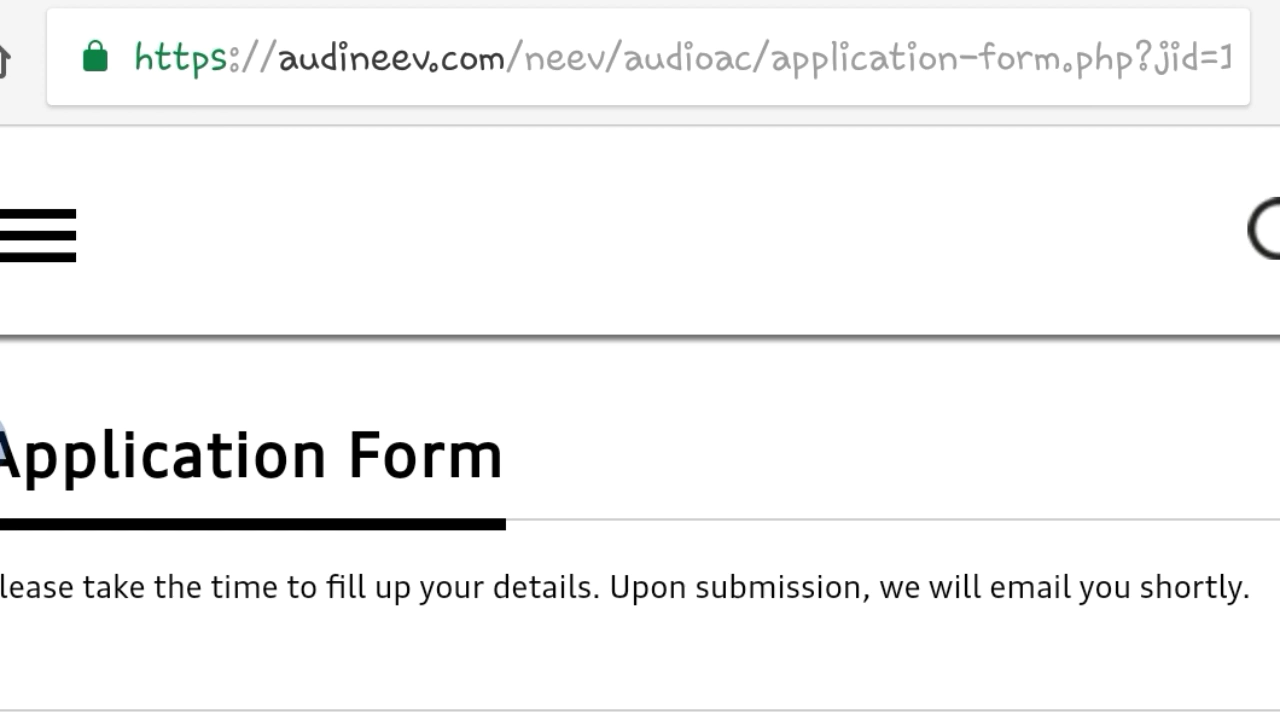 https://audineev.com/neev/audioac/application-form.php?jid=1
Application Form
lease take the time to fill up your details. Upon submission, we will email you shortly.